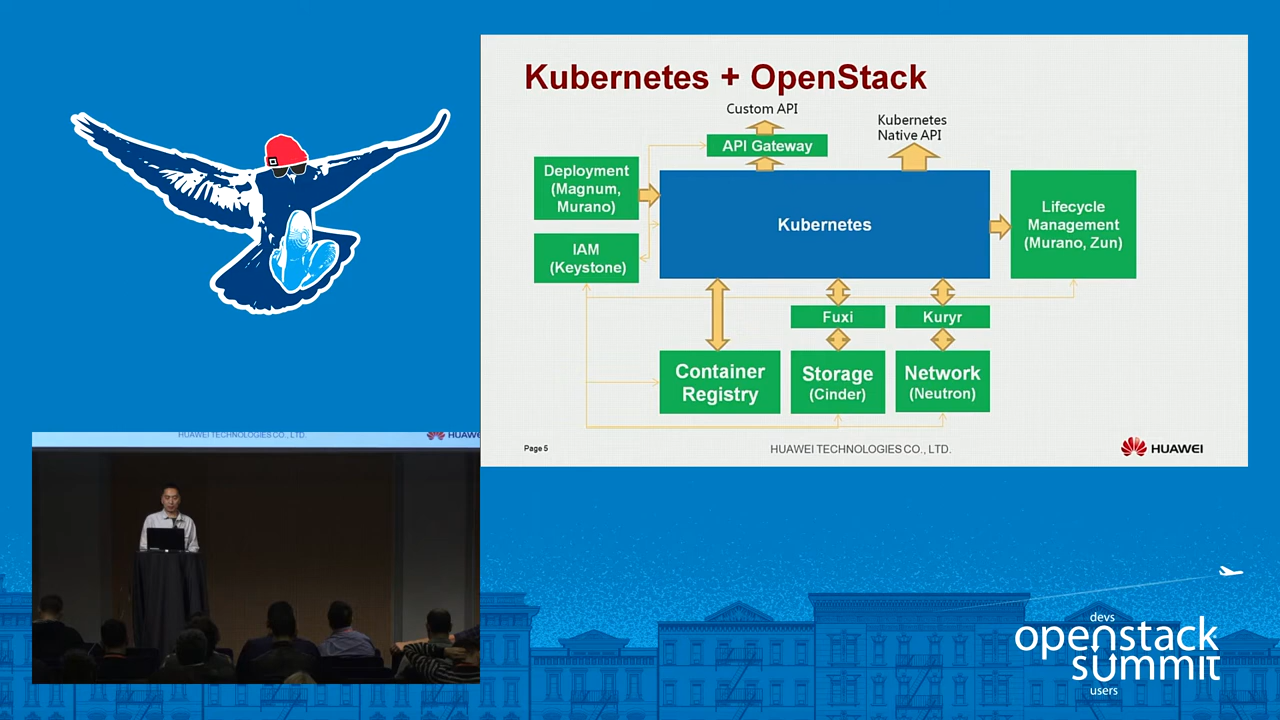 Kubernetes + OpenStack
Custom API
Kubernetes
Native API
API Gateway
Deployment
(Magnum,
Murano)
Kubernetes
Lifecycle
Management
(Murano, Zun)
IAM
(Keystone)
Fuxi
Kuryr
Container
Registry
Storage
(Cinder)
Network
(Neutron)
Page 5
HUAWEI TECHNOLOGIES CO., LTD.
HUAWEI
HUAWEI TECHNOLOGIES CO., LTD.
HUAWE
devs
openstack
summit
users